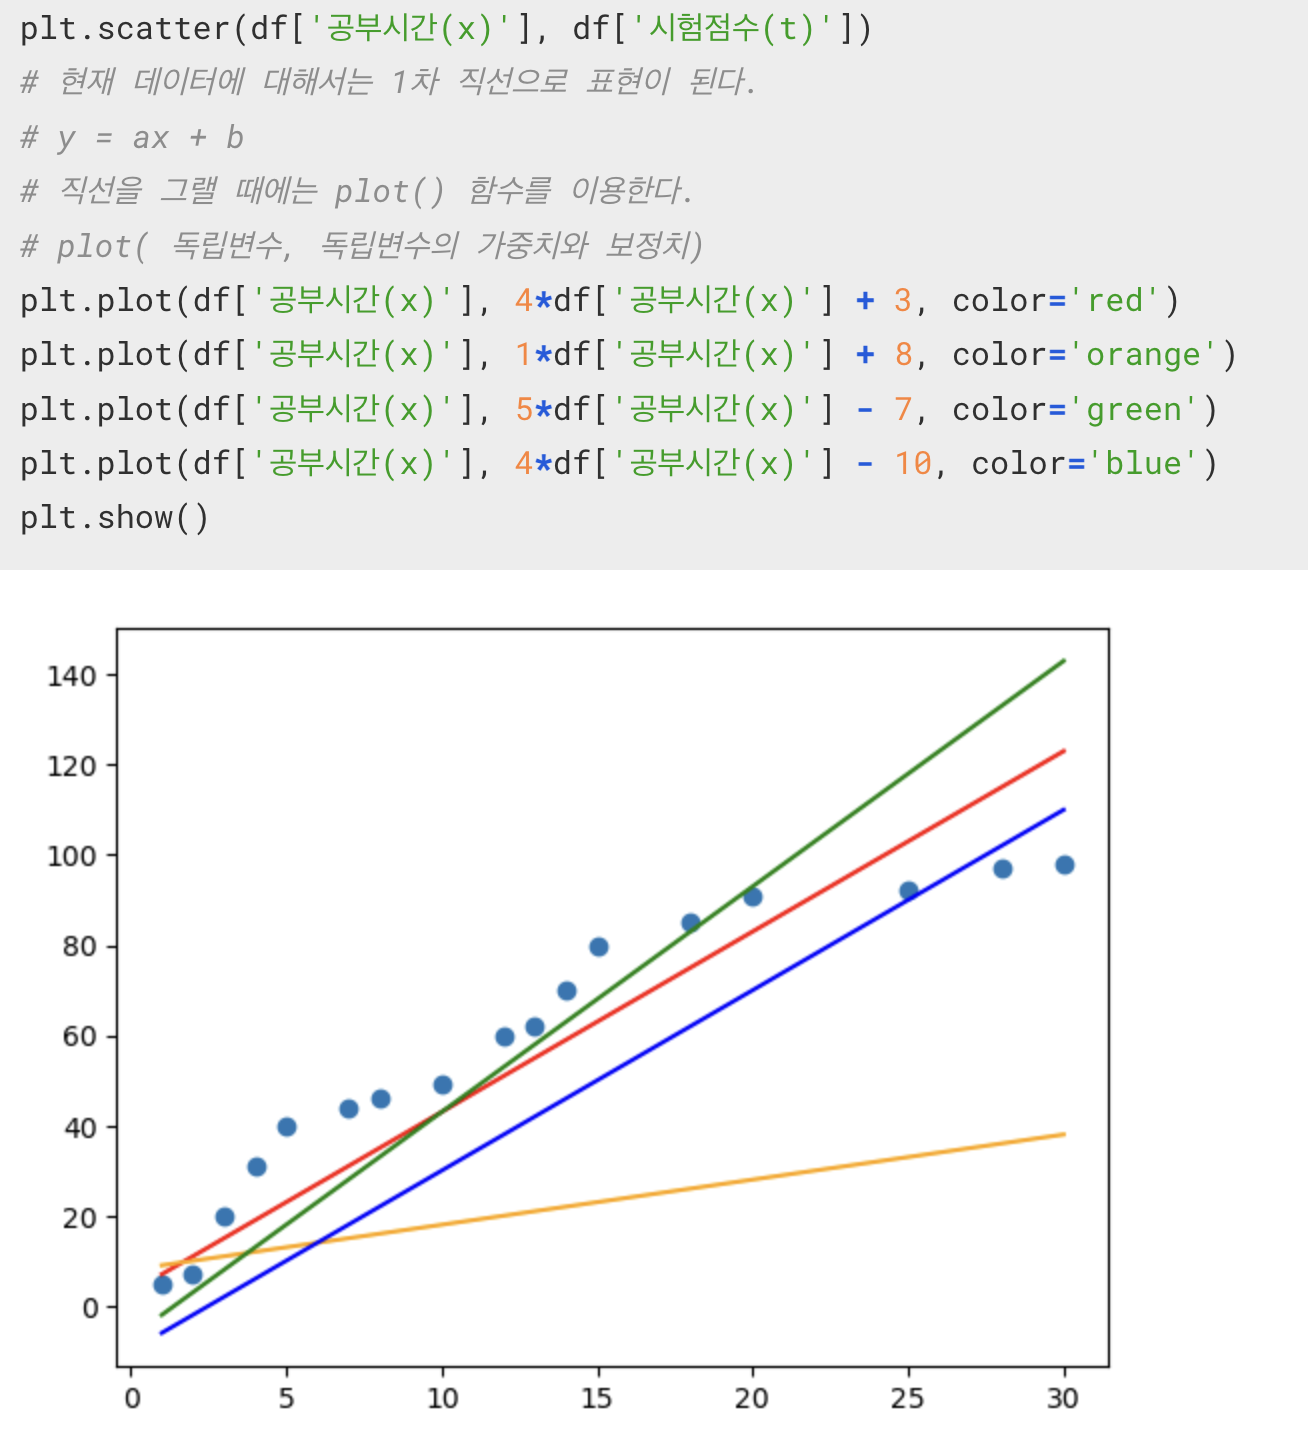 plt.scatter(df['공부시간(x)'], df['시험점수(t)'])
# 현재 데이터에 대해서는 1차 직선으로 표현이 된다.
# y = ax + b
# 직선을 그랠 때에는 plot() 함수를 이용한다.
# plot( 독립변수, 독립변수의 가중치와 보정치)
plt.plot(df['공부시간(x)'], 4*df['공부시간(x)'] + 3, color='red')
plt.plot(df['공부시간(x)'], 1*df['공부시간(x)'] + 8, color='orange')
plt.plot(df['공부시간(x)'], 5*df['공부시간(x)'] - 7, color='green')
plt.plot(df['공부시간(x)'], 4*df['공부시간(x)'] - 10, color='blue')
plt.show()
140
120
100
80
60
40
20
0
0 5 10 15 20 25 30